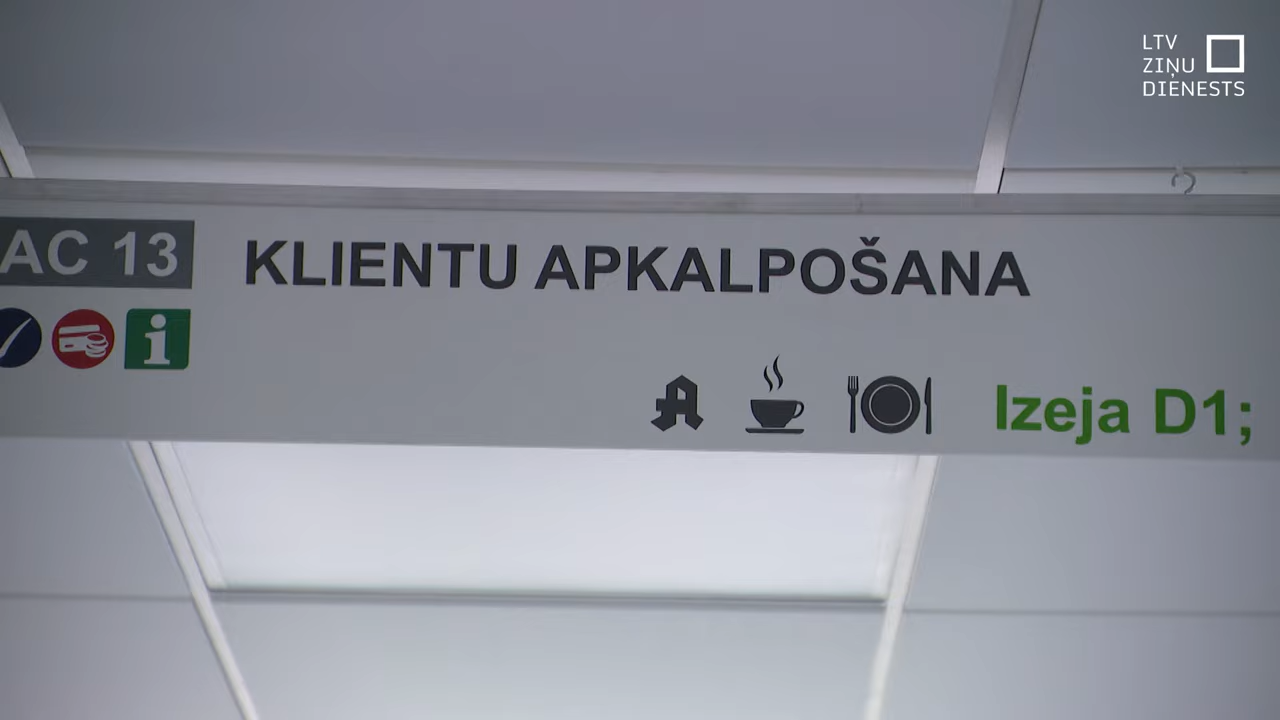 LTV
ZIŅU
DIENESTS
AC 13
KLIENTU APKALPOŠANA
Izeja D1;